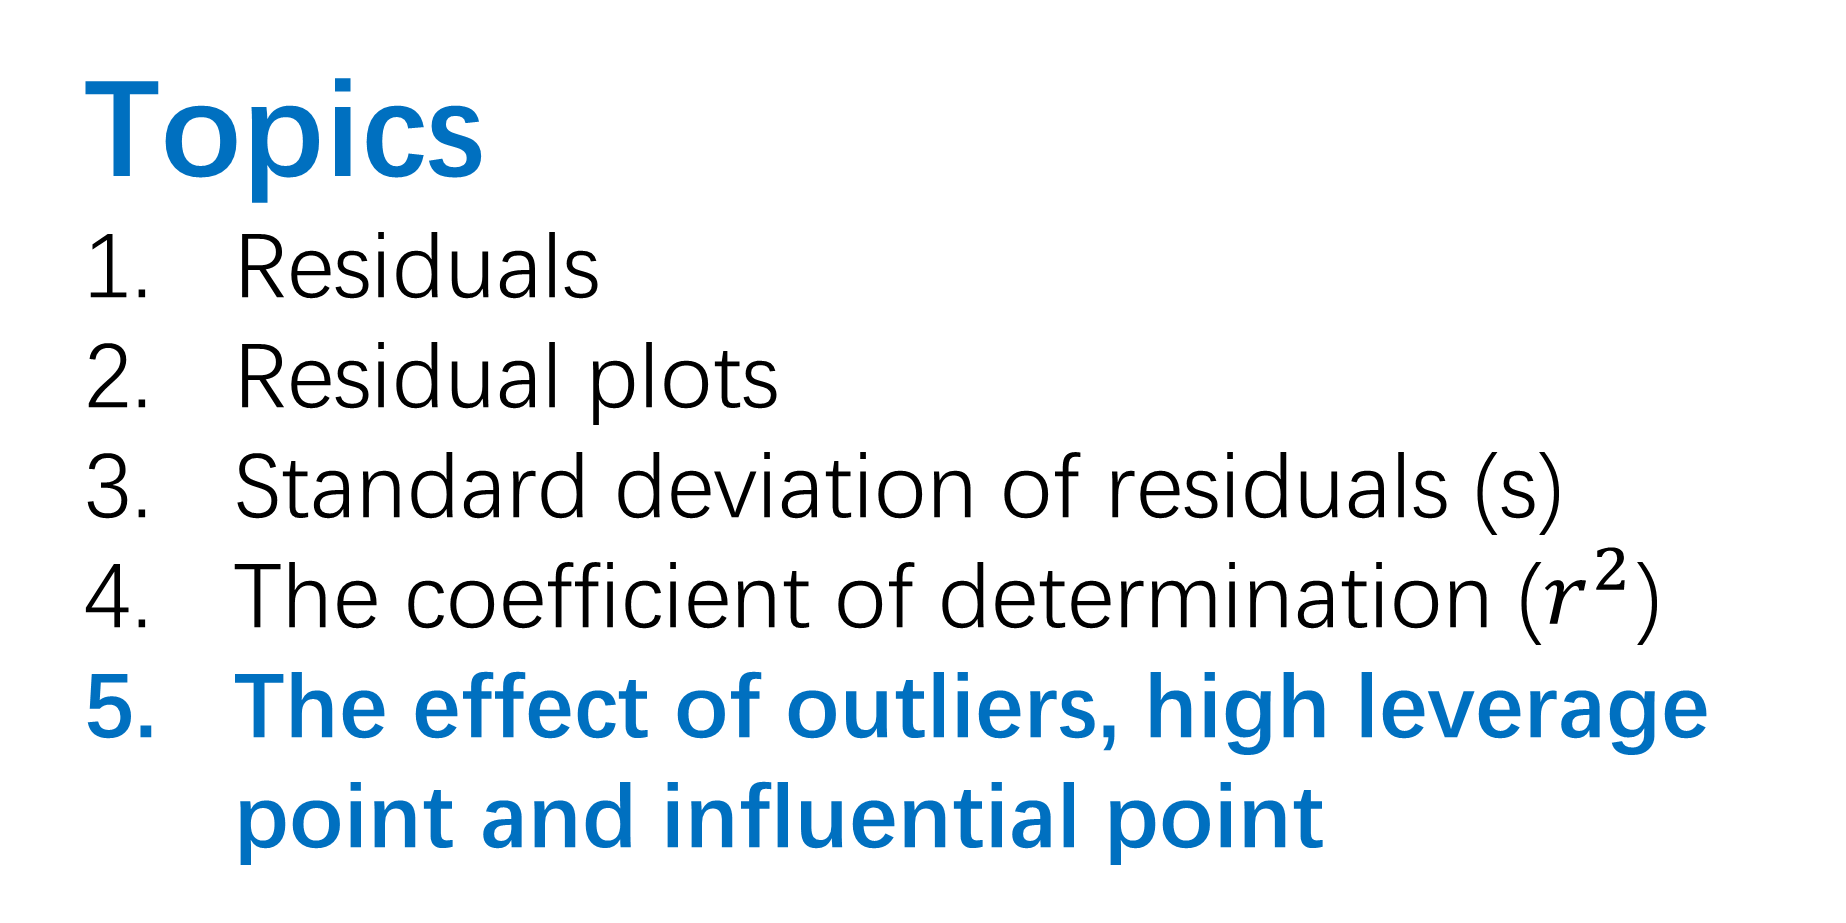 Topics
1. Residuals
2. Residual plots
3. Standard deviation of residuals (s)
4. The coefficient of determination (r²)
5. The effect of outliers, high leverage
point and influential point